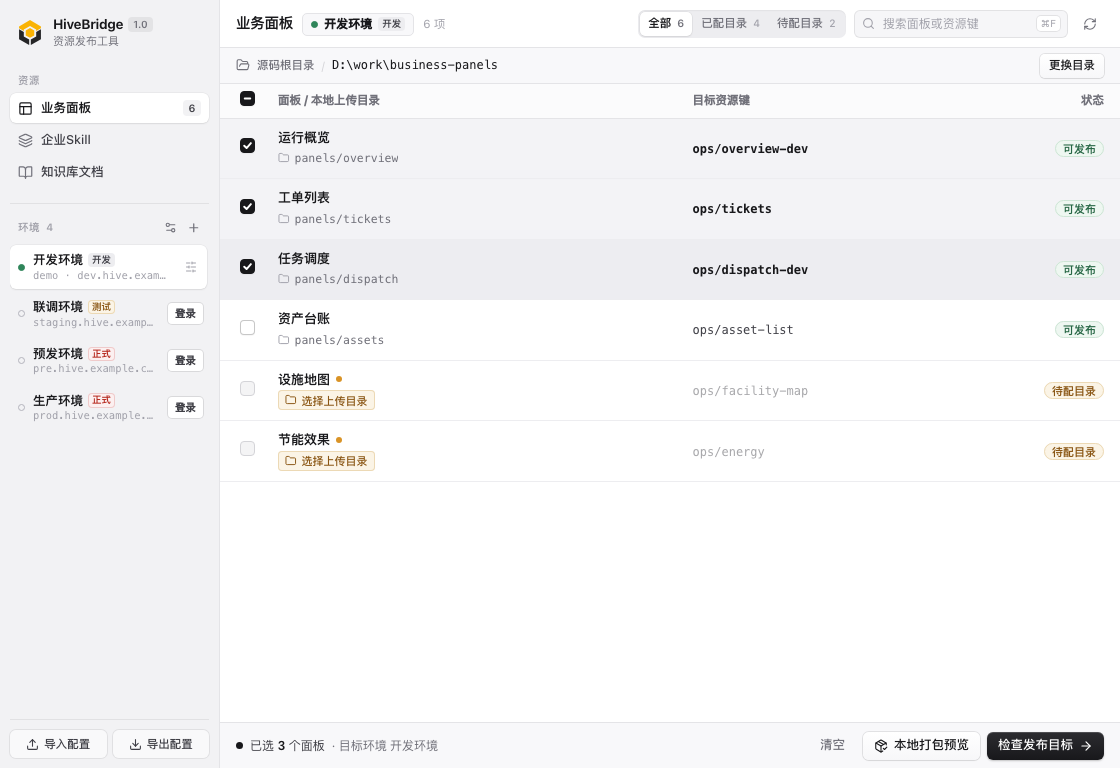 HiveBridge 1.0
资源发布工具
资源
业务面板 6
企业Skill
知识库文档
环境 4
开发环境 开发
demo · dev.hive.exam…
联调环境 测试
staging.hive.examp…
登录
预发环境 正式
pre.hive.example.c…
登录
生产环境 正式
prod.hive.example.…
登录
导入配置 导出配置
业务面板 开发环境 开发 6 项
全部 6 已配目录 4 待配目录 2
搜索面板或资源键 ⌘F
源码根目录 / D:\work\business-panels
更换目录
面板 / 本地上传目录 目标资源键 状态
运行概览
panels/overview
ops/overview-dev
可发布
工单列表
panels/tickets
ops/tickets
可发布
任务调度
panels/dispatch
ops/dispatch-dev
可发布
资产台账
panels/assets
ops/asset-list
可发布
设施地图
选择上传目录
ops/facility-map
待配目录
节能效果
选择上传目录
ops/energy
待配目录
已选 3 个面板 · 目标环境 开发环境
清空 本地打包预览 检查发布目标